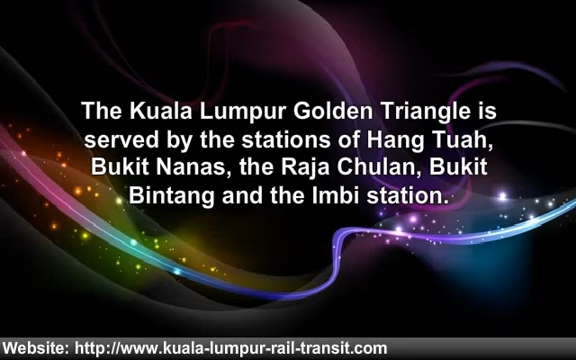 The Kuala Lumpur Golden Triangle is
served by the stations of Hang Tuah,
Bukit Nanas, the Raja Chulan, Bukit
Bintang and the Imbi station.
Website: http://www.kuala-lumpur-rail-transit.com